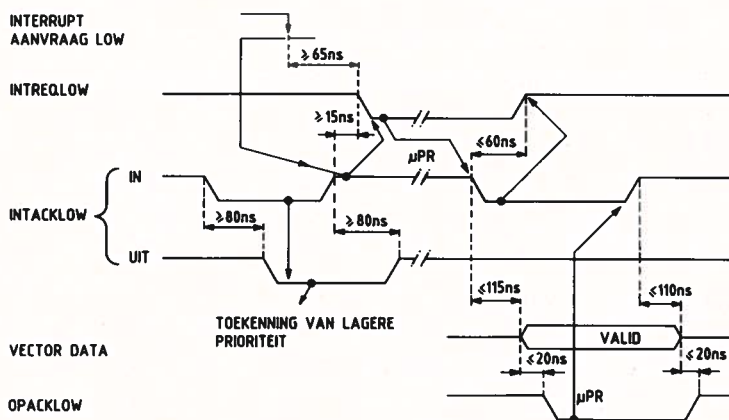 INTERRUPT
AANVRAAG LOW
⩾65ns
INTREQLOW
⩾15ns
⩽60ns
µPR
IN
INTACKLOW
⩾80ns
⩾80ns
UIT
⩽115ns
⩽110ns
TOEKENNING VAN LAGERE
PRIORITEIT
VALID
VECTOR DATA
⩽20ns
⩽20ns
µPR
OPACKLOW